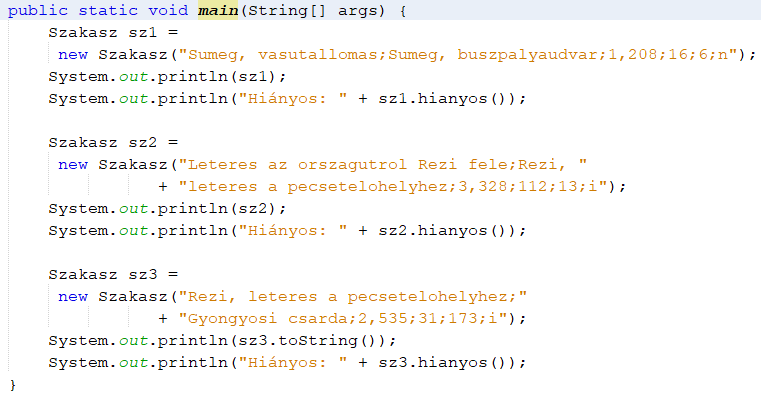 public static void main(String[] args) {
    Szakasz sz1 =
     new Szakasz("Sumeg, vasutallomas;Sumeg, buszpalyaudvar;1,208;16;6;n");
    System.out.println(sz1);
    System.out.println("Hiányos: " + sz1.hianyos());

    Szakasz sz2 =
     new Szakasz("Leteres az orszagutrol Rezi fele;Rezi, "
               + "leteres a pecsetelohelyhez;3,328;112;13;i");
    System.out.println(sz2);
    System.out.println("Hiányos: " + sz2.hianyos());

    Szakasz sz3 =
     new Szakasz("Rezi, leteres a pecsetelohelyhez;"
               + "Gyongyosi csarda;2,535;31;173;i");
    System.out.println(sz3.toString());
    System.out.println("Hiányos: " + sz3.hianyos());
}